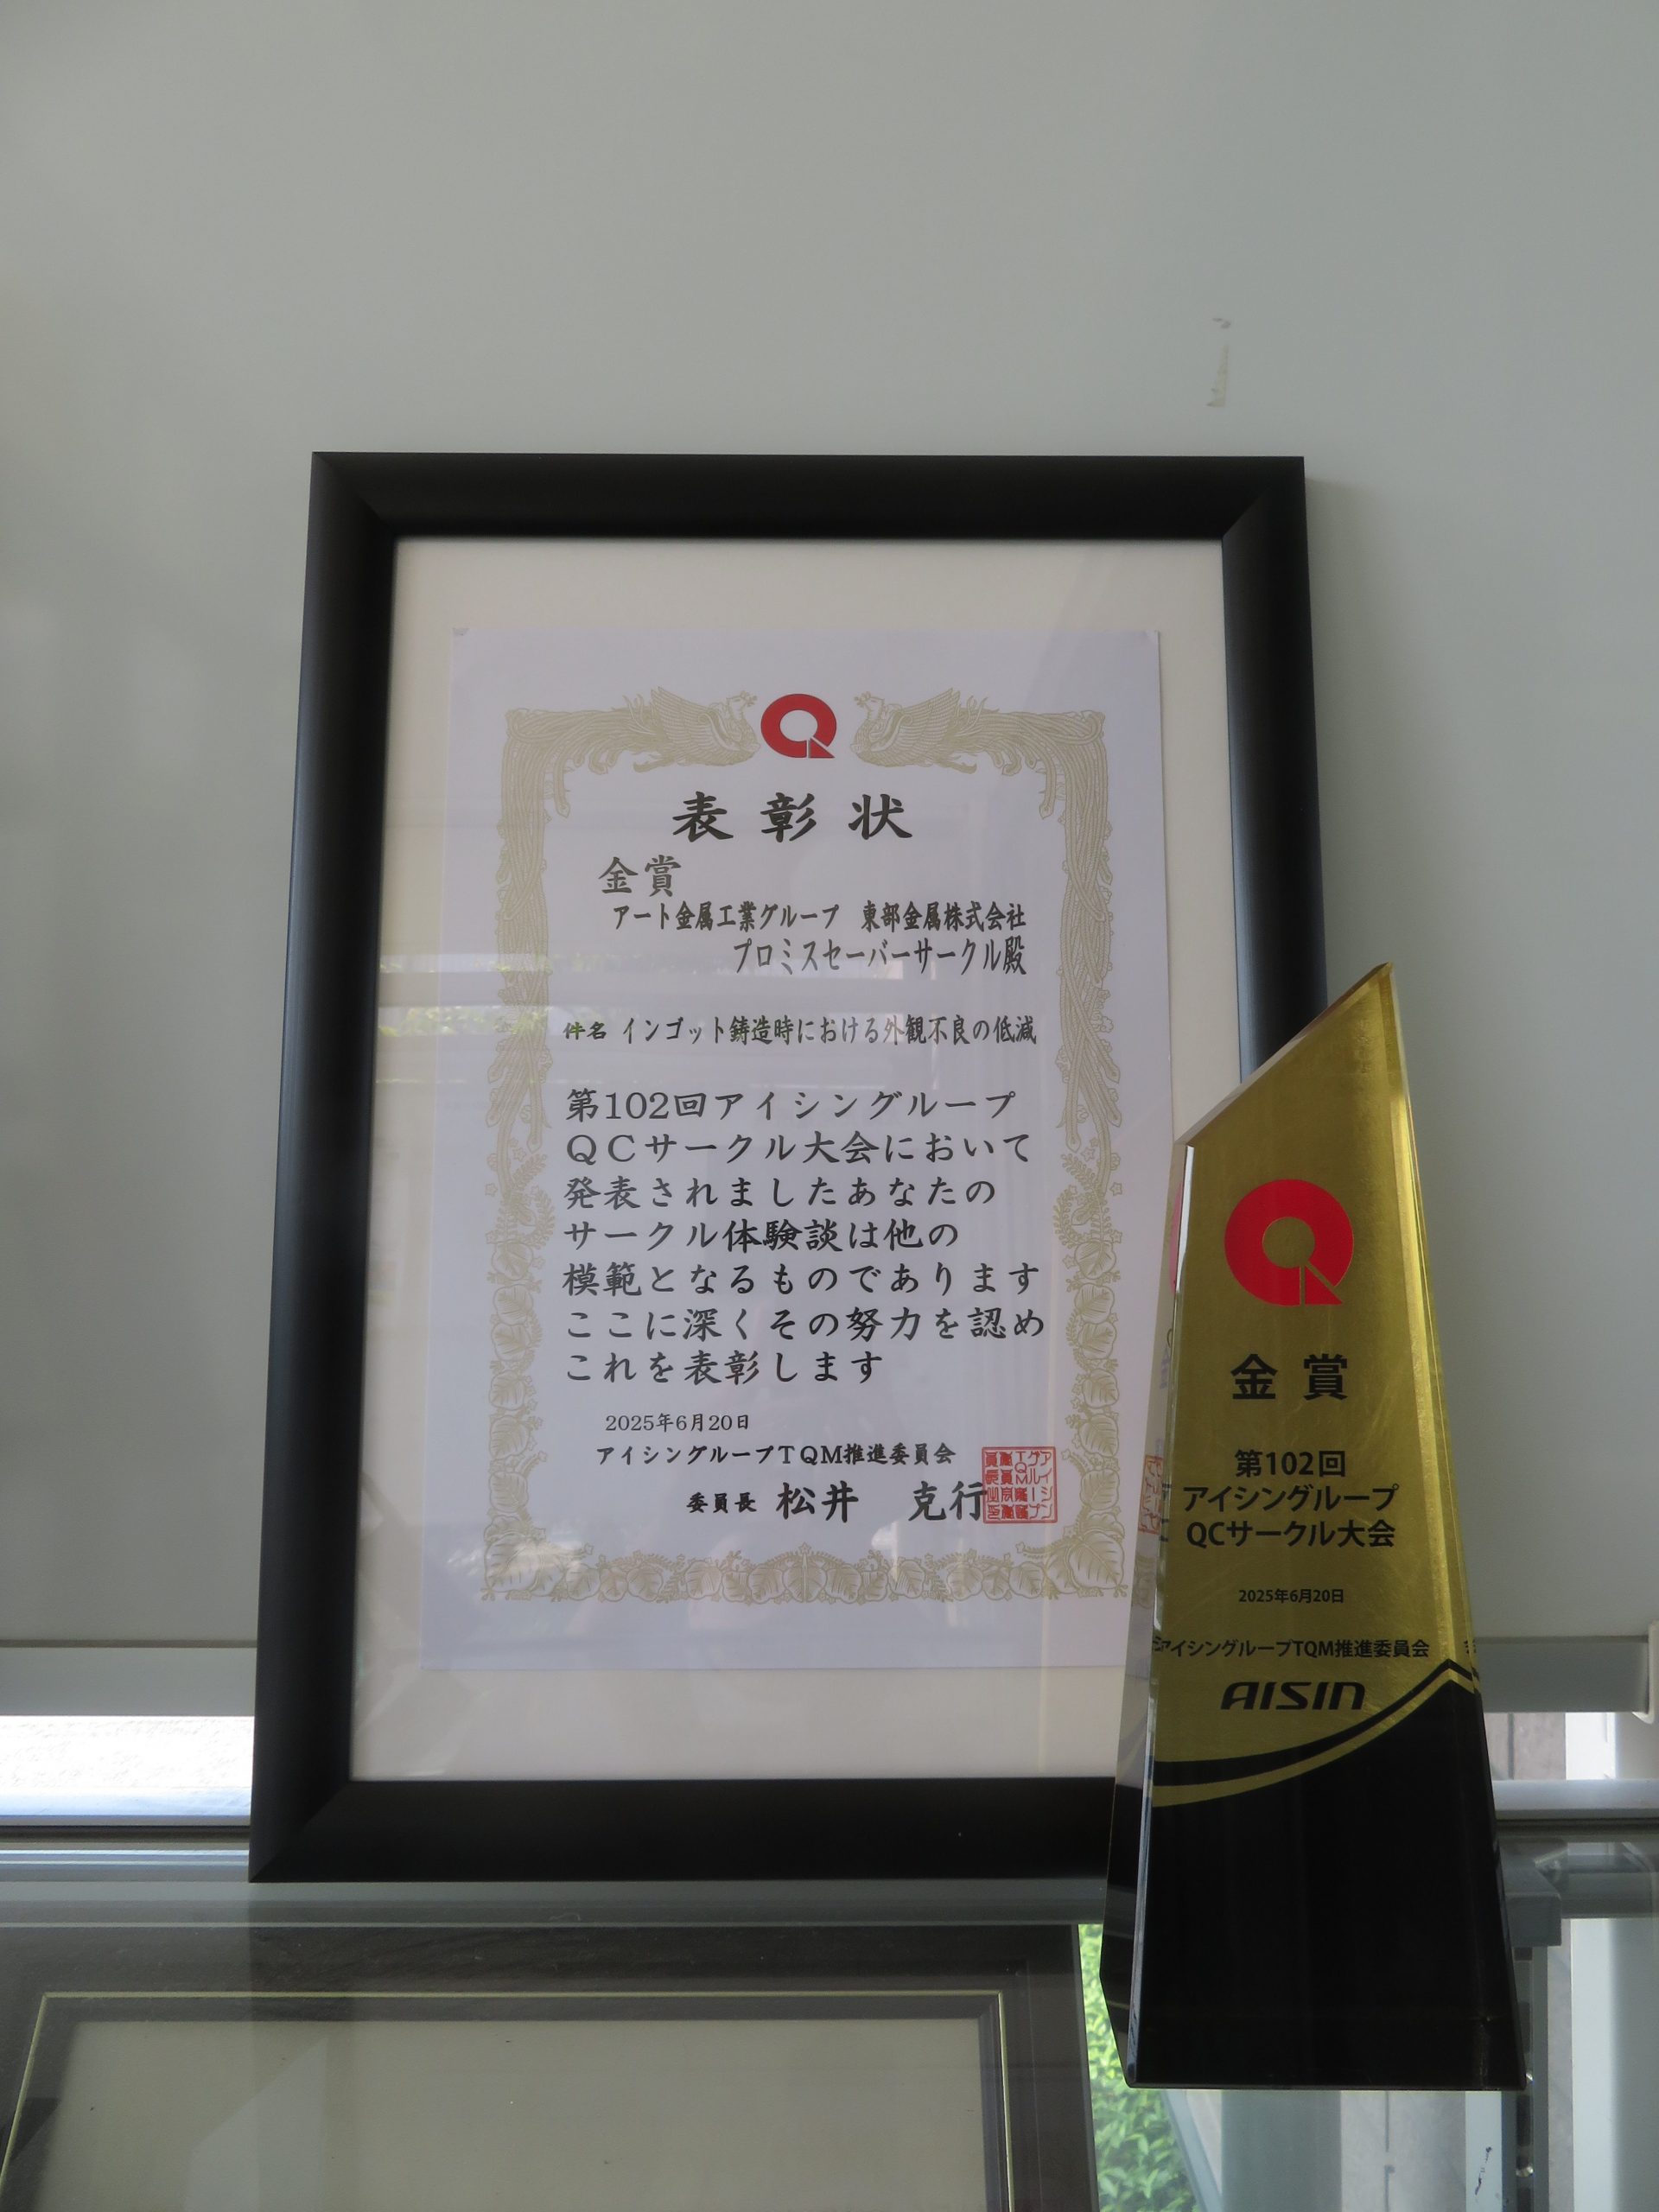 表彰状
金賞
アート金属工業グループ 東部金属株式会社
プロミスセーバーサークル殿
件名 インゴット鋳造時における外観不良の低減
第102回アイシングループ
QCサークル大会において
発表されましたあなたの
サークル体験談は他の
模範となるものであります
ここに深くその努力を認め
これを表彰します
2025年6月20日
アイシングループTQM推進委員会
委員長 松井 克行
金賞
第102回
アイシングループ
QCサークル大会
2025年6月20日
アイシングループTQM推進委員会
AISIN